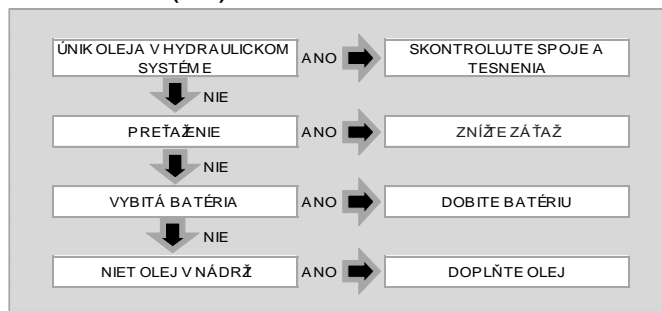 ÚNIK OLEJA V HYDRAULICKOM
SYSTÉME
ANO
SKONTROLUJTE SPOJE A
TESNENIA
NIE
PREŤAŽENIE
ANO
ZNÍŽTE ZÁŤAŽ
NIE
VYBITÁ BATÉRIA
ANO
DOBITE BATÉRIU
NIE
NIET OLEJ V NÁDRŽ
ANO
DOPLŇTE OLEJ